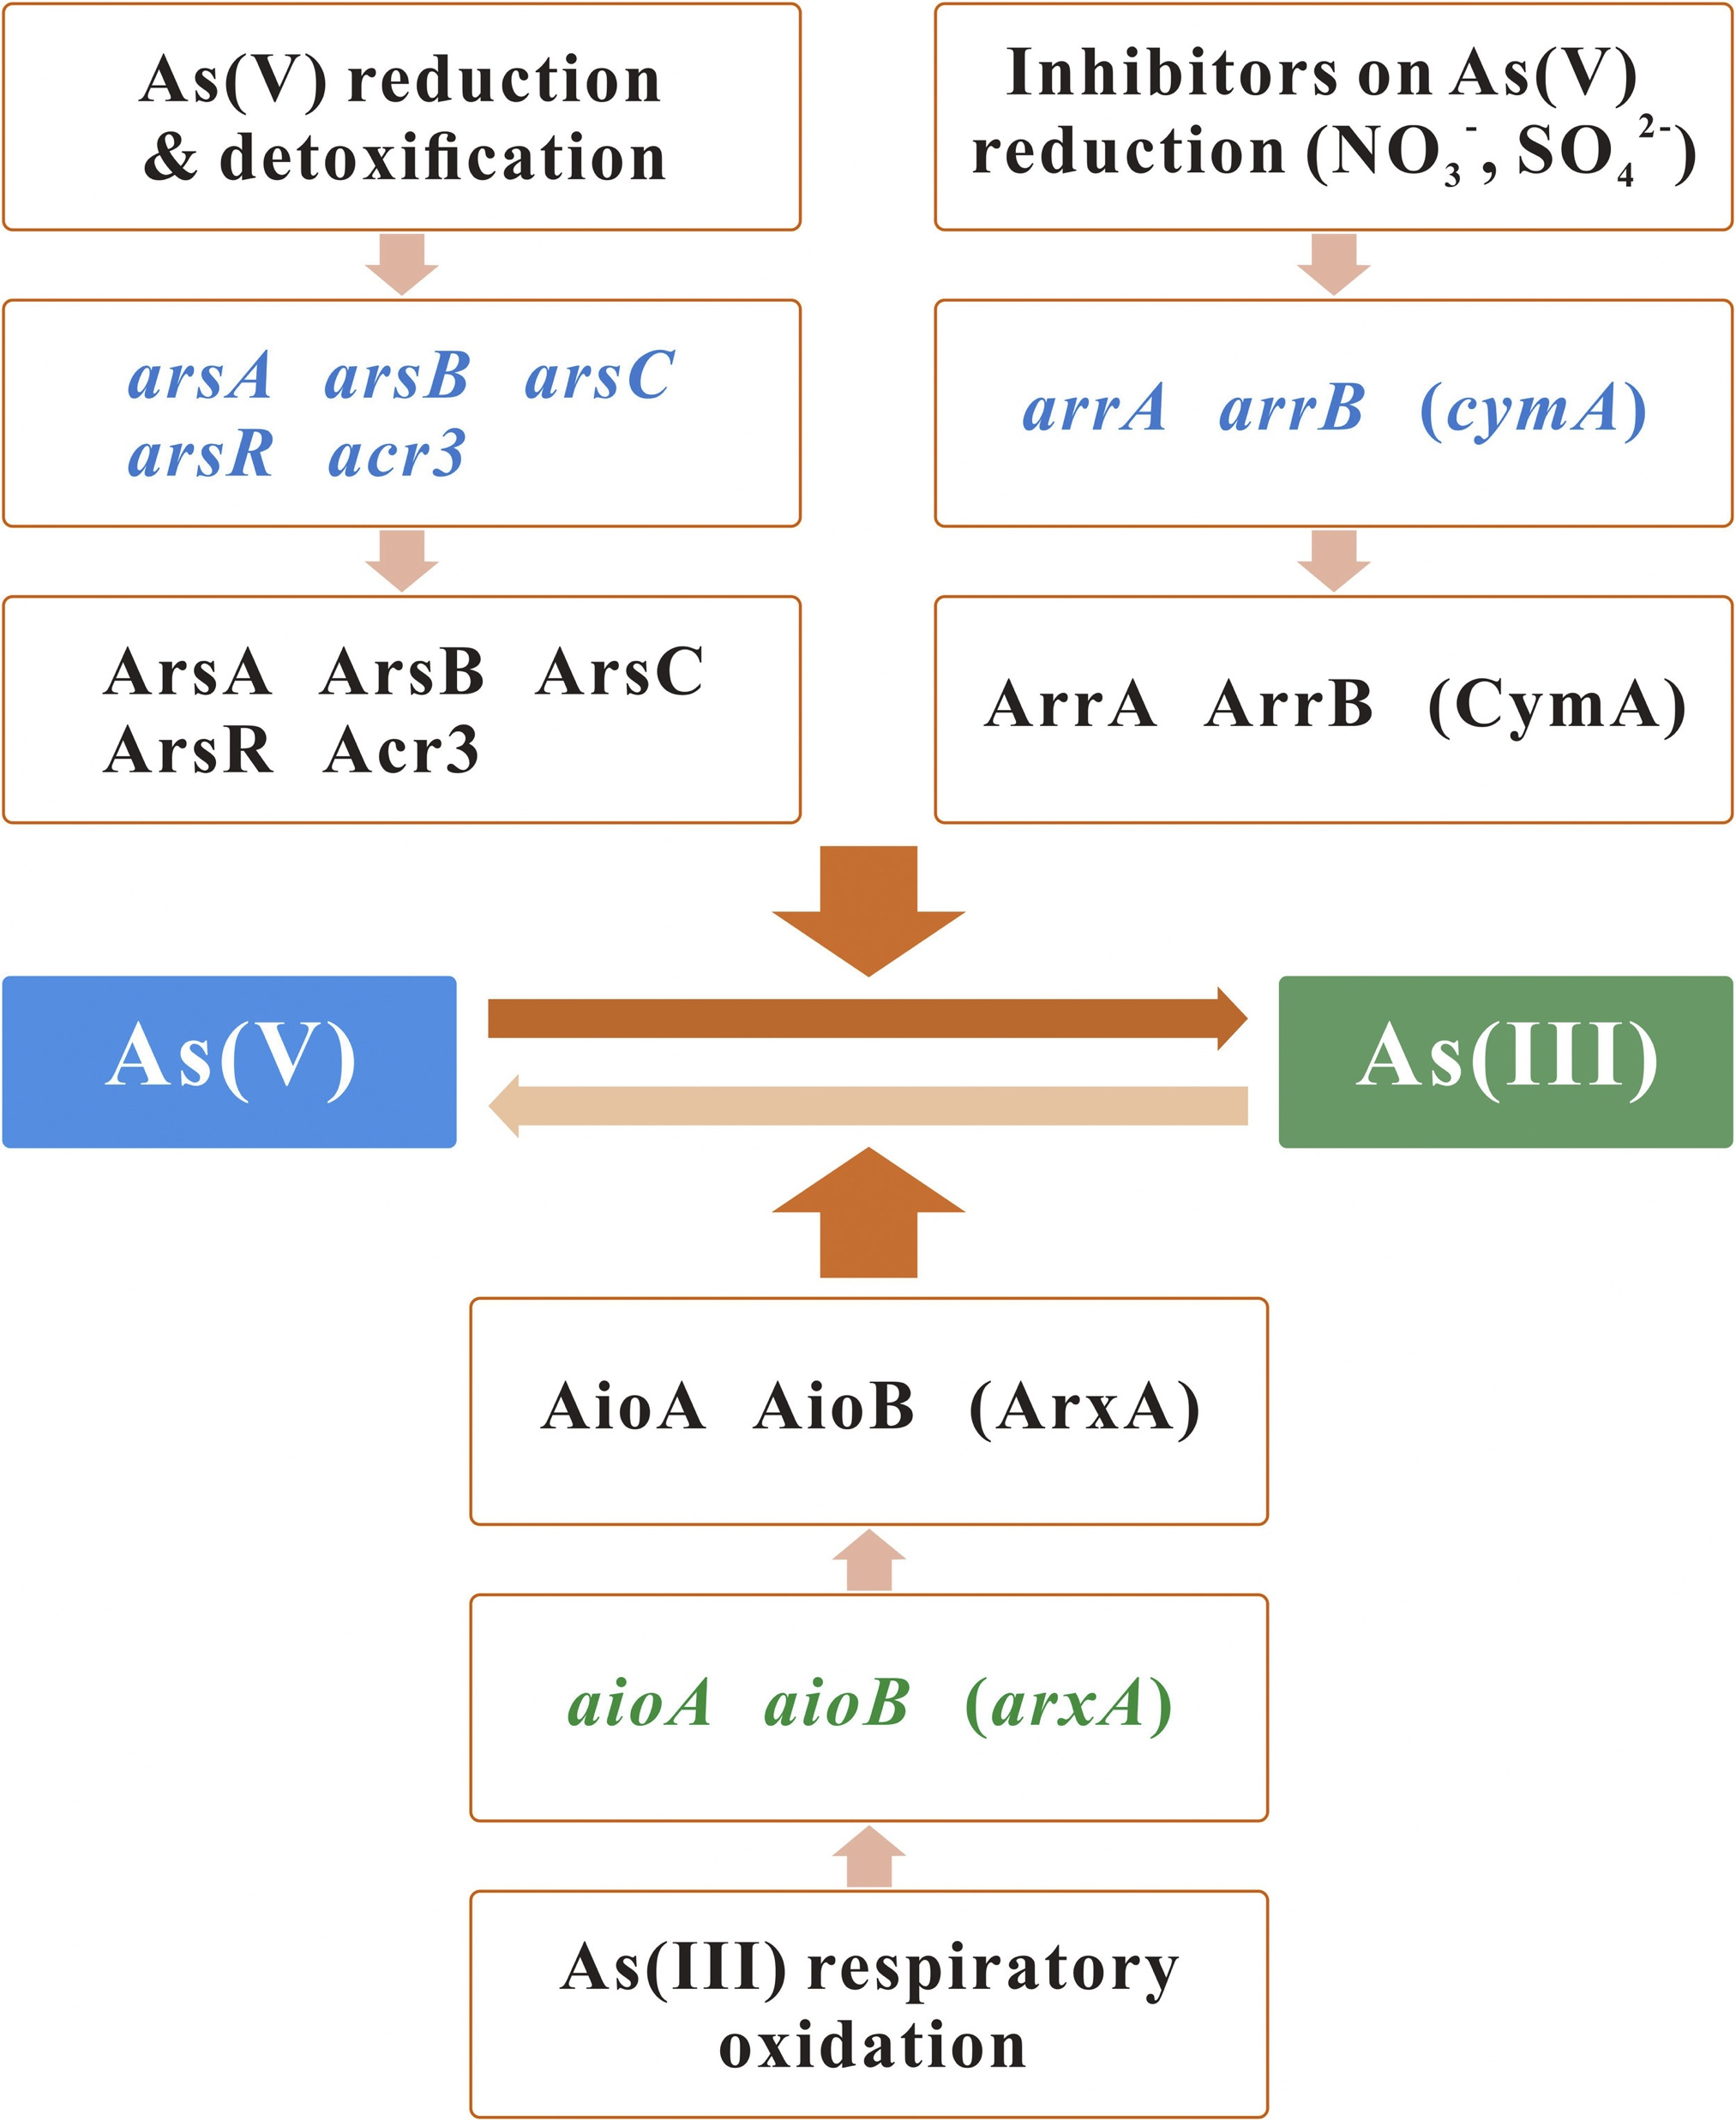 As(V) reduction
& detoxifcation
Inhibitors on As(V)
reduction (NO₃⁻, SO₄²⁻)
arsA arsB arsC
arsR acr3
arrA arrB (cymA)
ArsA ArsB ArsC
ArsR Acr3
ArrA ArrB (CymA)
As(V)
As(III)
AioA AioB (ArxA)
aioA aioB (arxA)
As(III) respiratory
oxidation